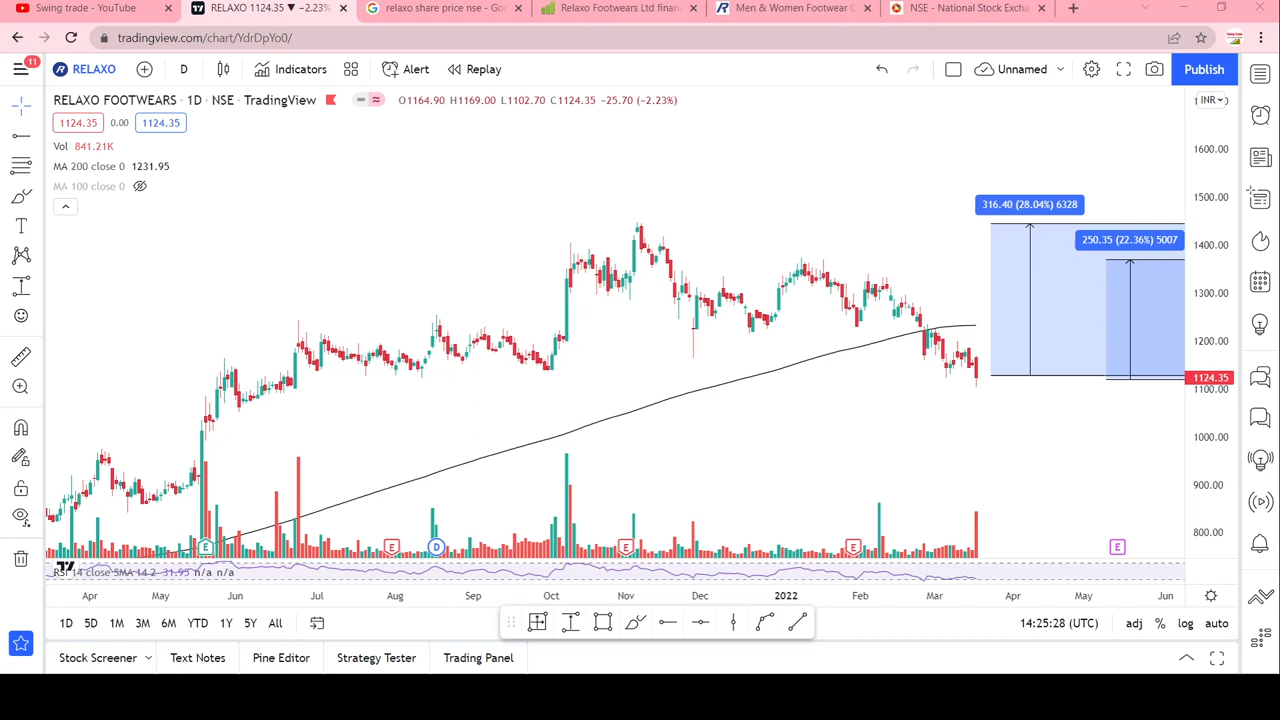 Swing trade - YouTube
RELAXO 1124.35 ▼ −2.23%
relaxo share price nse - Goo
Relaxo Footwears Ltd finan
Men & Women Footwear C
NSE - National Stock Excha
tradingview.com/chart/YdrDpYo0/
11
RELAXO
D
Indicators
Alert
Replay
Unnamed
Publish
RELAXO FOOTWEARS · 1D · NSE · TradingView
O1164.90 H1169.00 L1102.70 C1124.35 −25.70 (−2.23%)
INR
1124.35
0.00
1124.35
Vol 841.21K
MA 200 close 0 1231.95
MA 100 close 0
1600.00
1500.00
1400.00
1300.00
1200.00
1124.35
1100.00
1000.00
900.00
800.00
316.40 (28.04%) 6328
250.35 (22.36%) 5007
E
E
D
E
E
E
RSI 14 close SMA 14 2 31.95 n/a n/a
Apr
May
Jun
Jul
Aug
Sep
Oct
Nov
Dec
2022
Feb
Mar
Apr
May
Jun
1D
5D
1M
3M
6M
YTD
1Y
5Y
All
14:25:28 (UTC)
adj
%
log
auto
Stock Screener
Text Notes
Pine Editor
Strategy Tester
Trading Panel